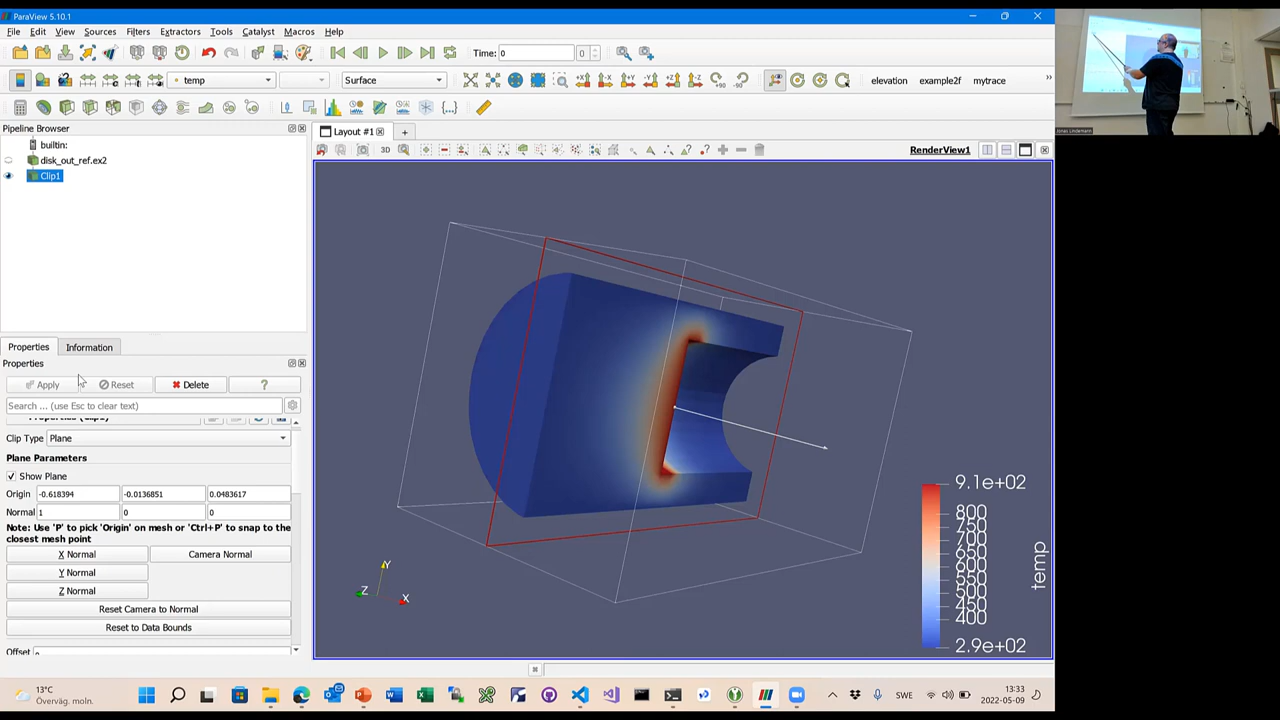 ParaView 5.10.1
File Edit View Sources Filters Extractors Tools Catalyst Macros Help
Time: 0 0
temp Surface elevation example2f mytrace
Pipeline Browser
Layout #1
builtin:
disk_out_ref.ex2
Clip1
3D
RenderView1
Jonas Lindemann
Properties Information
Properties
Apply Reset Delete ?
Search ... (use Esc to clear text)
Clip Type Plane
Plane Parameters
Show Plane
Origin -0.618394 -0.0136851 0.0483617
Normal 1 0 0
Note: Use 'P' to pick 'Origin' on mesh or 'Ctrl+P' to snap to the
closest mesh point
X Normal Camera Normal
Y Normal
Z Normal
Reset Camera to Normal
Reset to Data Bounds
Offset
Y
Z
X
9.1e+02
800
750
700
650
600
550
500
450
400
2.9e+02
temp
13°C
Överväg. moln.
SWE
13:33
2022-05-09